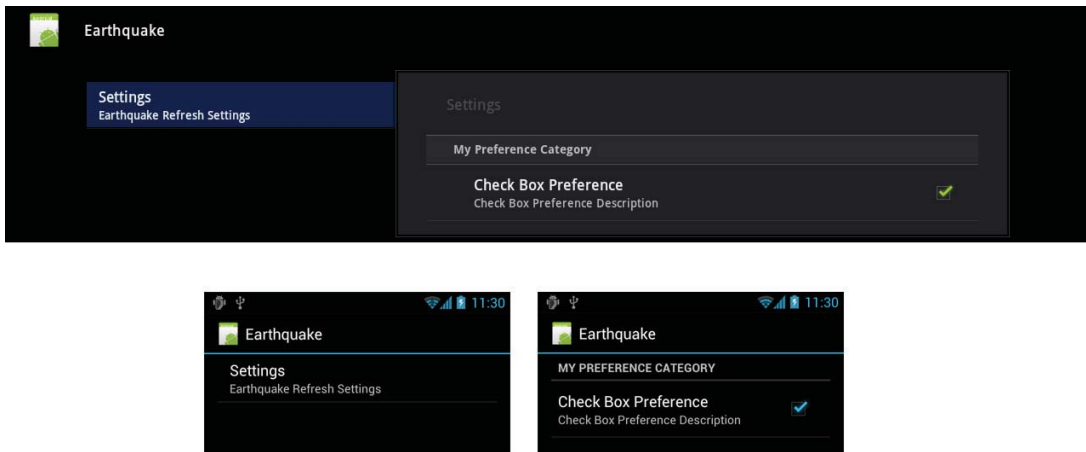 Earthquake
Settings
Earthquake Refresh Settings
Settings
My Preference Category
Check Box Preference
Check Box Preference Description
11:30
Earthquake
Settings
Earthquake Refresh Settings
11:30
Earthquake
MY PREFERENCE CATEGORY
Check Box Preference
Check Box Preference Description